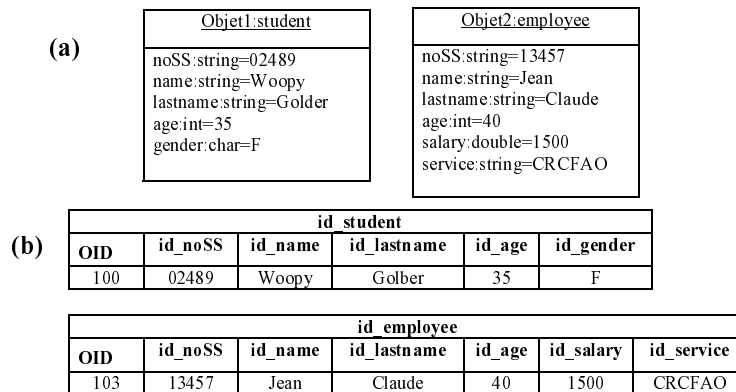 (a)
Objet1:student
noSS:string=02489
name:string=Woopy
lastname:string=Golder
age:int=35
gender:char=F
Objet2:employee
noSS:string=13457
name:string=Jean
lastname:string=Claude
age:int=40
salary:double=1500
service:string=CRCFAO
(b)
id_student
OID id_noSS id_name id_lastname id_age id_gender
100 02489 Woopy Golber 35 F
id_employee
OID id_noSS id_name id_lastname id_age id_salary id_service
103 13457 Jean Claude 40 1500 CRCFAO